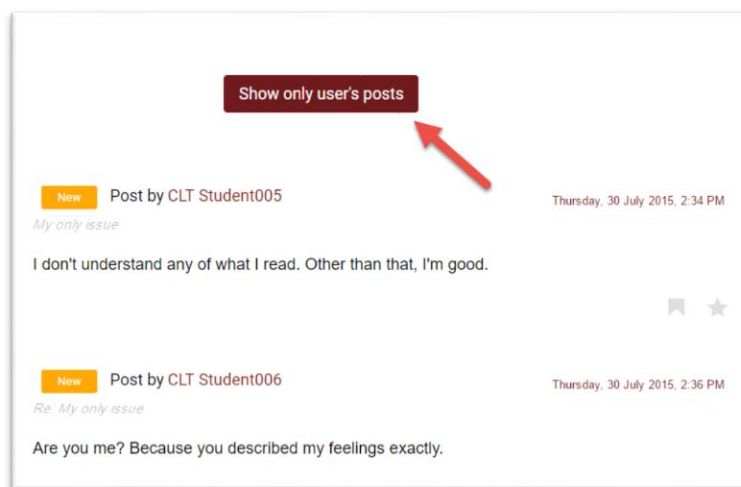 Show only user's posts
New Post by CLT Student005 Thursday, 30 July 2015, 2:34 PM
My only issue
I don't understand any of what I read. Other than that, I'm good.
New Post by CLT Student006 Thursday, 30 July 2015, 2:36 PM
Re: My only issue
Are you me? Because you described my feelings exactly.